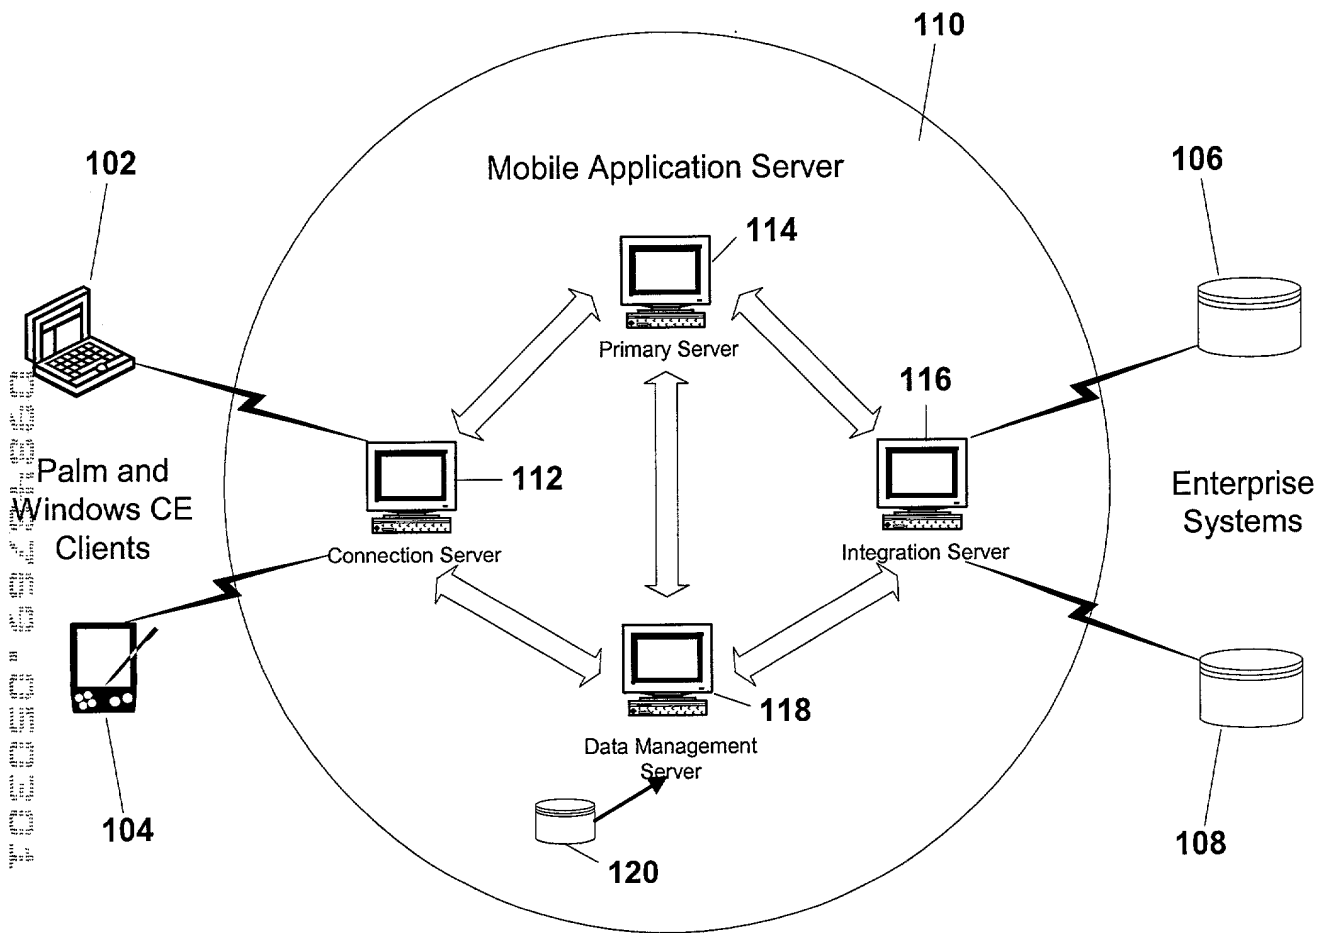 110
102
Mobile Application Server
106
114
Primary Server
116
Palm and
Windows CE
Clients
112
Enterprise
Systems
Connection Server
Integration Server
118
Data Management
Server
104
120
108